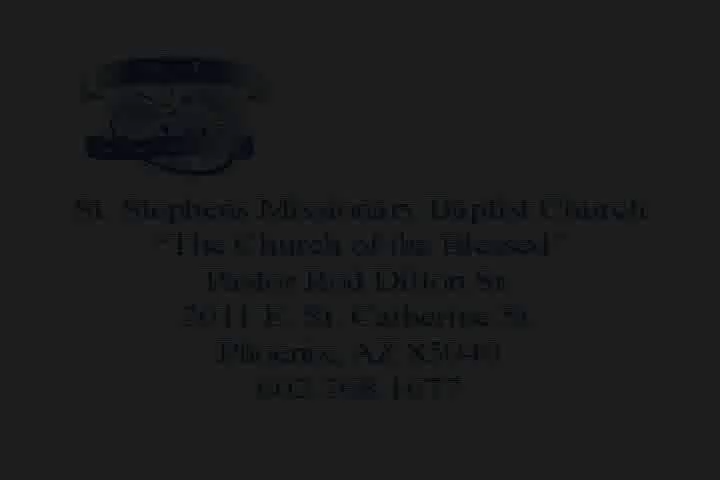 St. Stephens Missionary Baptist Church
"The Church of the Blessed"
Pastor Rod Dillon Sr.
2011 E. St. Catherine St.
Phoenix, AZ 85040
602.268.1677